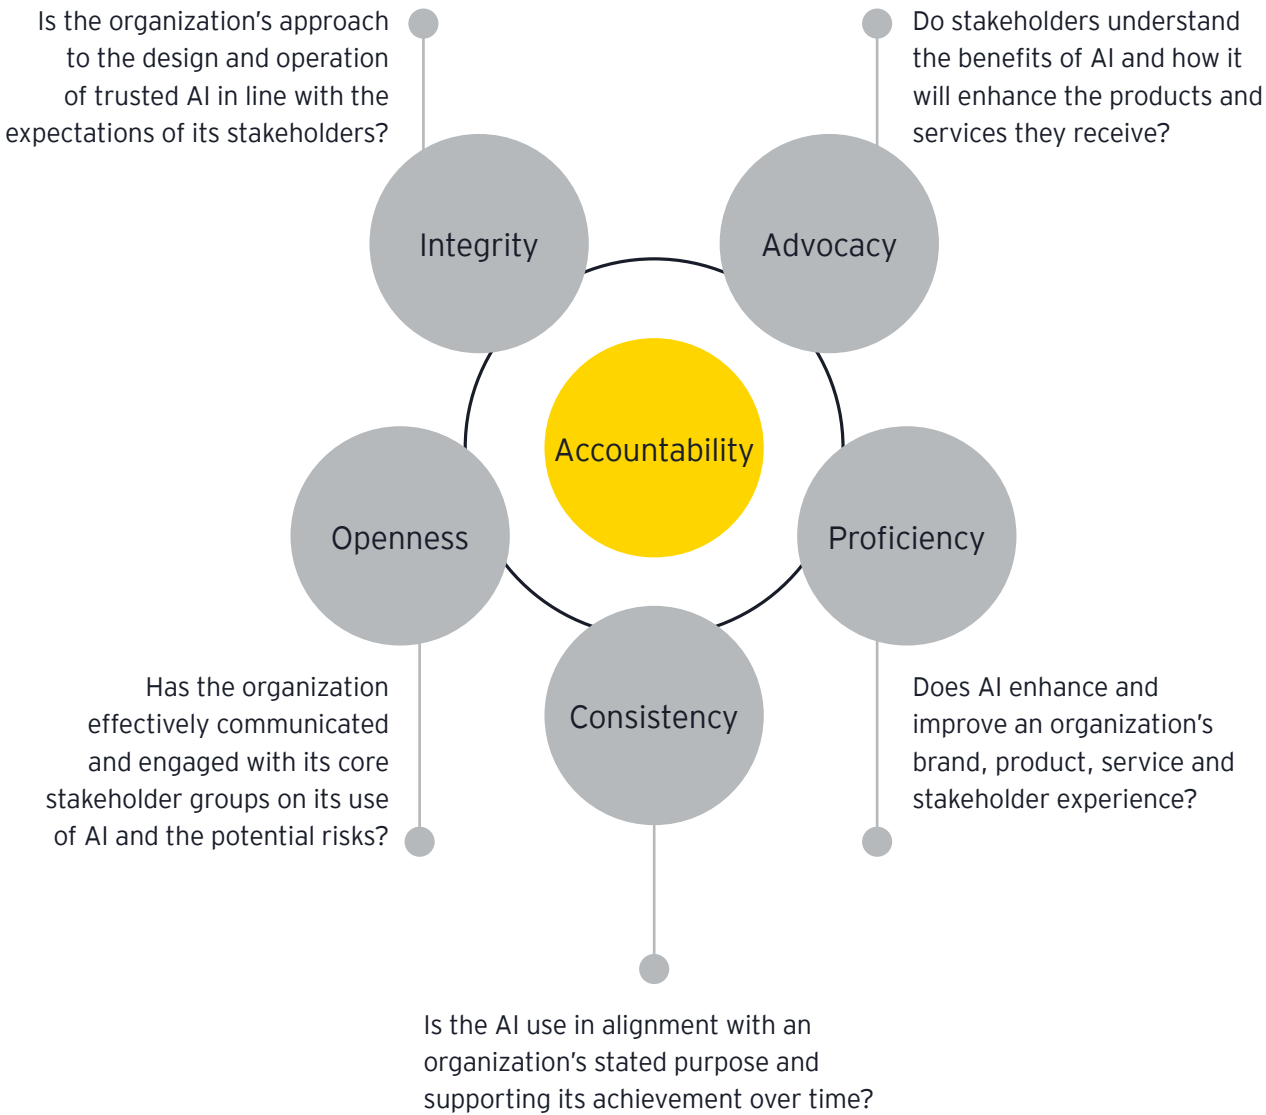 Is the organization’s approach
to the design and operation
of trusted AI in line with the
expectations of its stakeholders?
Do stakeholders understand
the benefits of AI and how it
will enhance the products and
services they receive?
Integrity
Advocacy
Accountability
Openness
Proficiency
Consistency
Has the organization
effectively communicated
and engaged with its core
stakeholder groups on its use
of AI and the potential risks?
Does AI enhance and
improve an organization’s
brand, product, service and
stakeholder experience?
Is the AI use in alignment with an
organization’s stated purpose and
supporting its achievement over time?